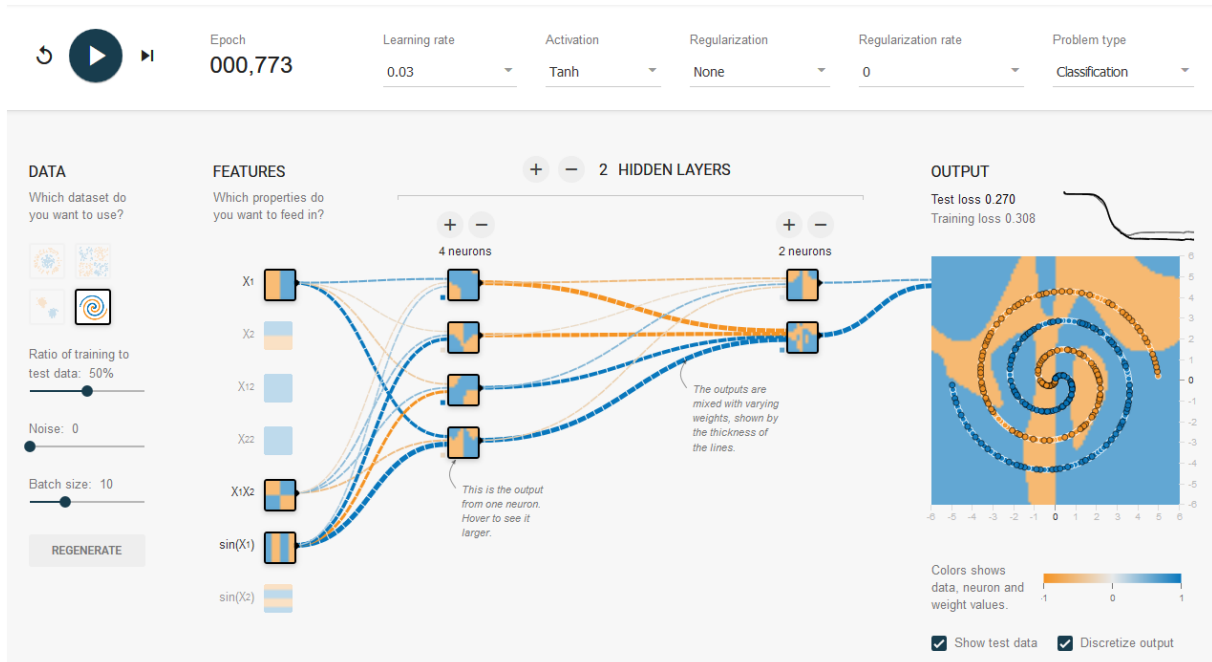 Epoch
000,773
Learning rate
0.03
Activation
Tanh
Regularization
None
Regularization rate
0
Problem type
Classification
DATA
Which dataset do
you want to use?
Ratio of training to
test data: 50%
Noise: 0
Batch size: 10
REGENERATE
FEATURES
Which properties do
you want to feed in?
X1
X2
X12
X22
X1X2
sin(X1)
sin(X2)
+ − 2 HIDDEN LAYERS
+ −
4 neurons
+ −
2 neurons
This is the output
from one neuron.
Hover to see it
larger.
The outputs are
mixed with varying
weights, shown by
the thickness of
the lines.
OUTPUT
Test loss 0.270
Training loss 0.308
6
5
4
3
2
1
0
-1
-2
-3
-4
-5
-6
-6 -5 -4 -3 -2 -1 0 1 2 3 4 5 6
Colors shows
data, neuron and
weight values.
-1 0 1
Show test data
Discretize output